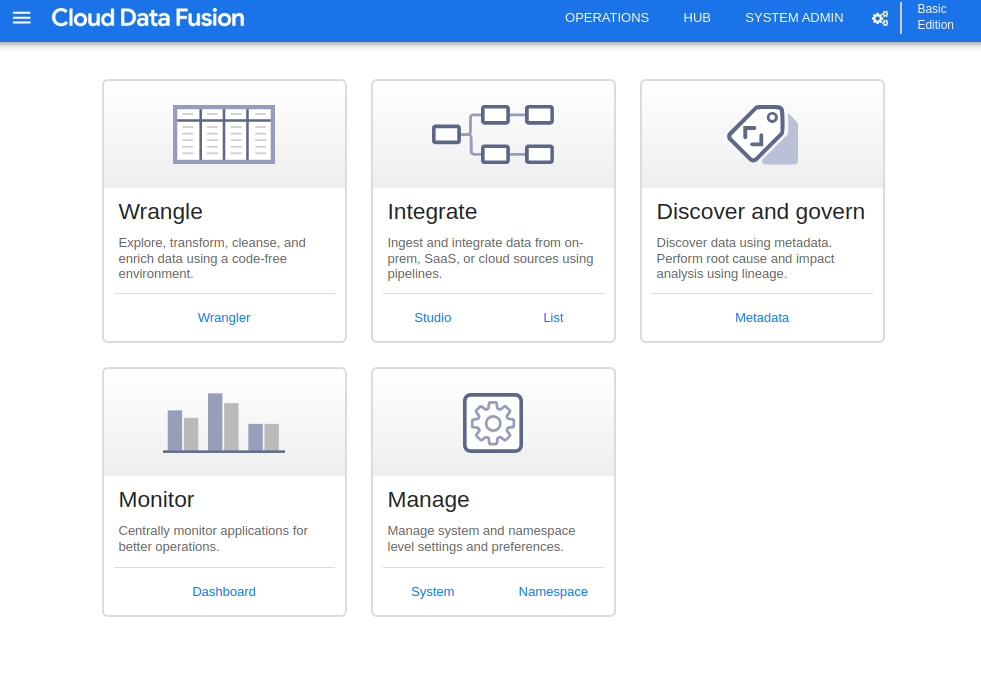 Cloud Data Fusion
OPERATIONS HUB SYSTEM ADMIN
Basic
Edition
Wrangle
Explore, transform, cleanse, and
enrich data using a code-free
environment.
Wrangler
Integrate
Ingest and integrate data from on-
prem, SaaS, or cloud sources using
pipelines.
Studio List
Discover and govern
Discover data using metadata.
Perform root cause and impact
analysis using lineage.
Metadata
Monitor
Centrally monitor applications for
better operations.
Dashboard
Manage
Manage system and namespace
level settings and preferences.
System Namespace